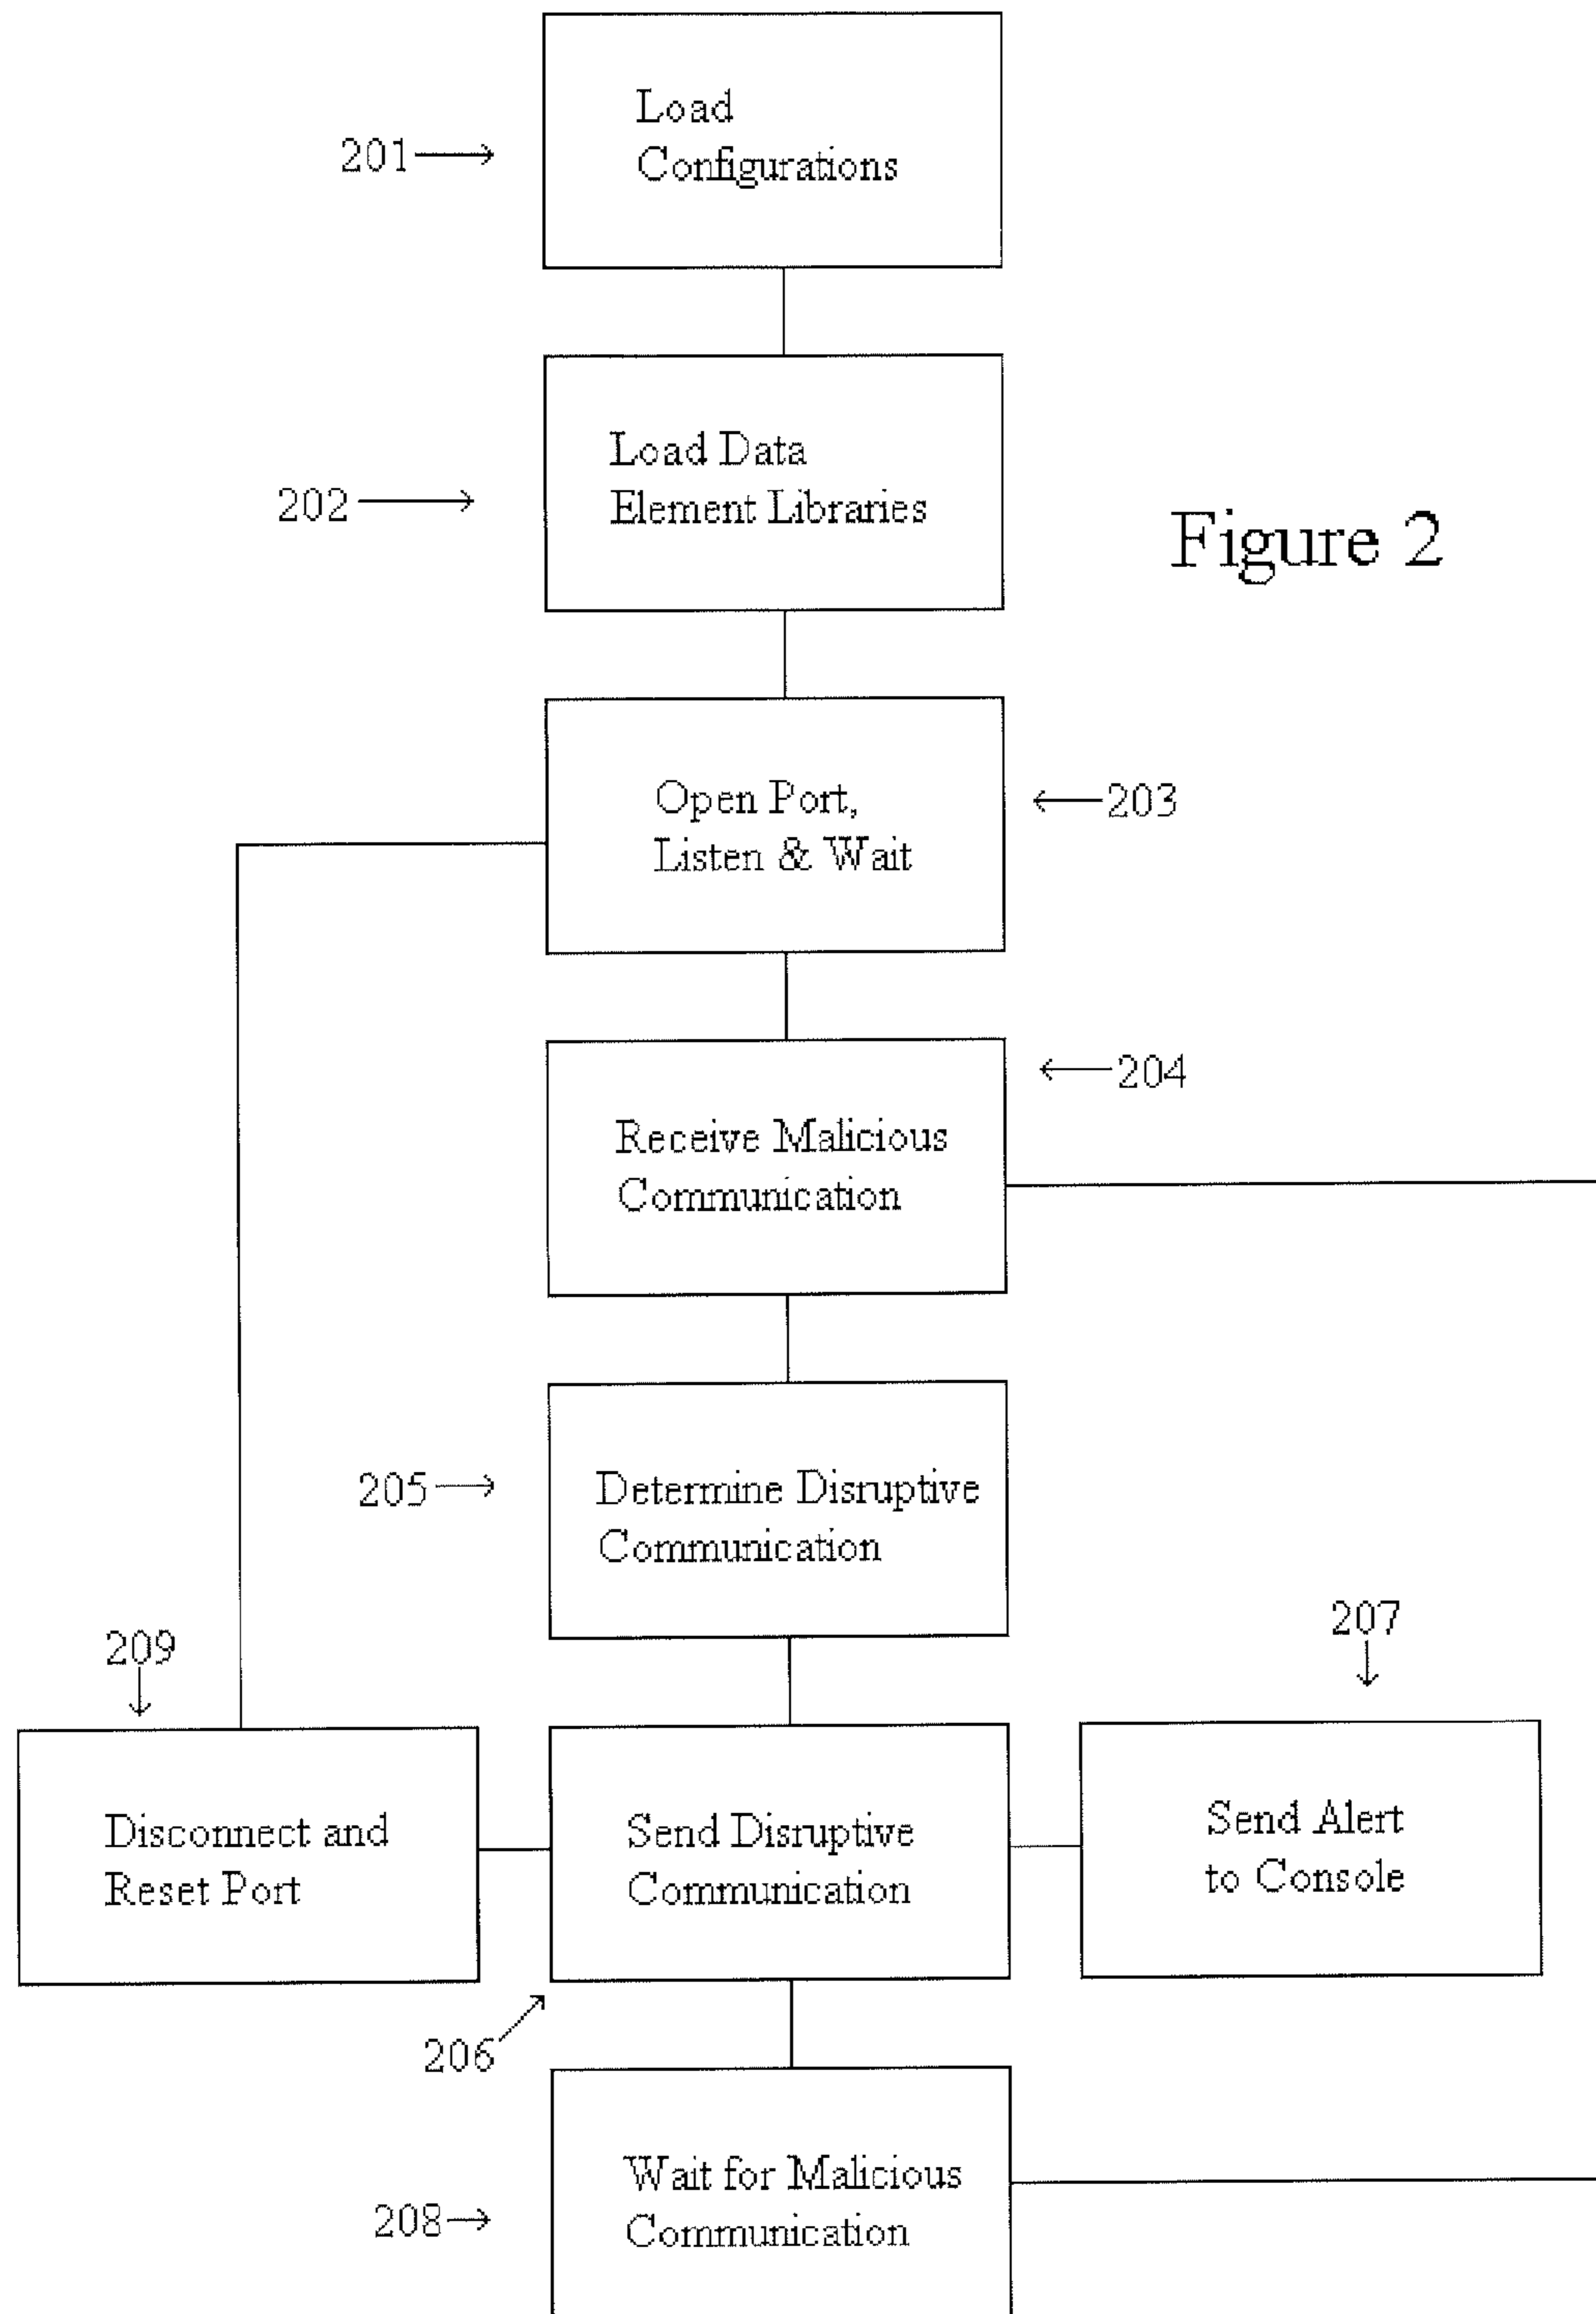 Load
Configurations
201
Load Data
Element Libraries
202
Figure 2
Open Port,
Listen & Wait
203
204
Receive Malicious
Communication
205
Determine Disruptive
Communication
209
207
Disconnect and
Reset Port
Send Disruptive
Communication
Send Alert
to Console
206
Wait for Malicious
Communication
208